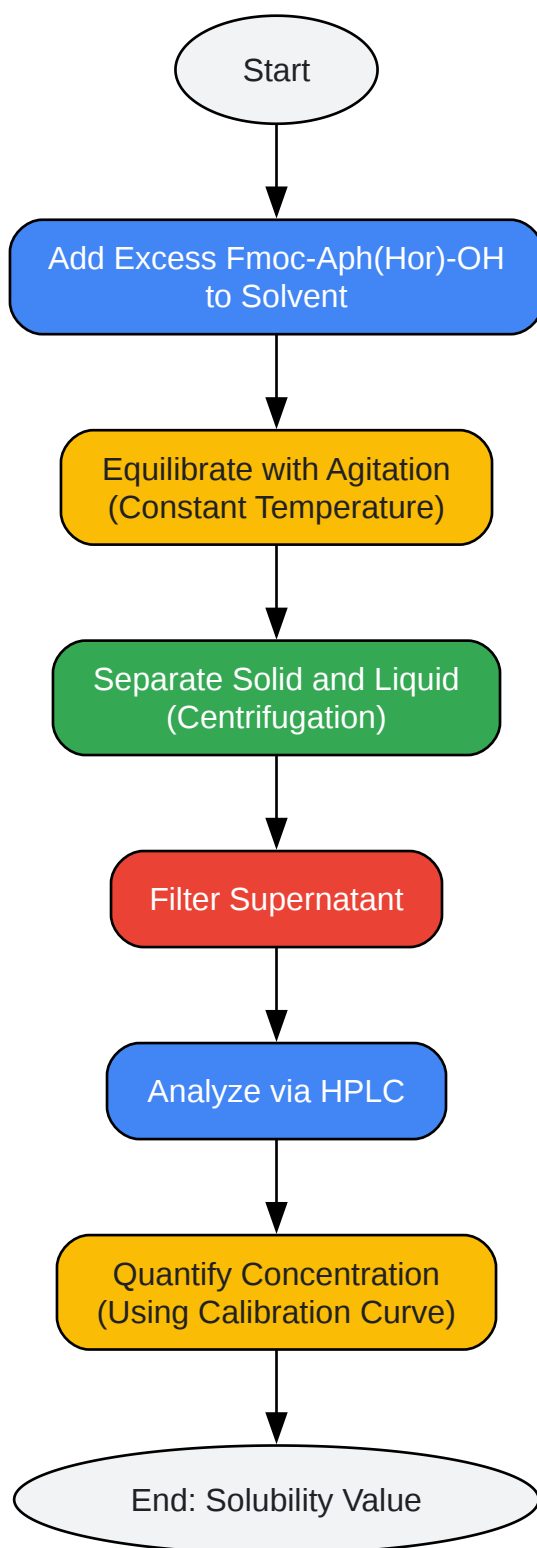 Start
Add Excess Fmoc-Aph(Hor)-OH
to Solvent
Equilibrate with Agitation
(Constant Temperature)
Separate Solid and Liquid
(Centrifugation)
Filter Supernatant
Analyze via HPLC
Quantify Concentration
(Using Calibration Curve)
End: Solubility Value